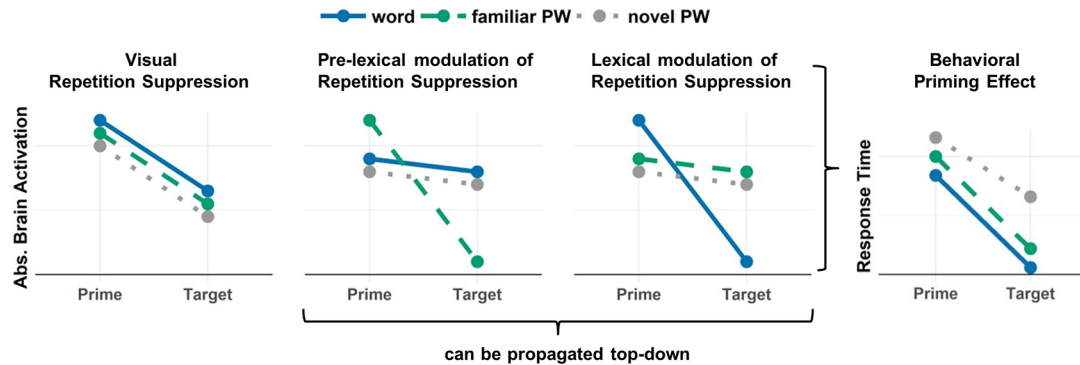 word familiar PW novel PW
Visual
Repetition Suppression
Pre-lexical modulation of
Repetition Suppression
Lexical modulation of
Repetition Suppression
Behavioral
Priming Effect
Abs. Brain Activation
Response Time
Prime Target
Prime Target
Prime Target
Prime Target
can be propagated top-down